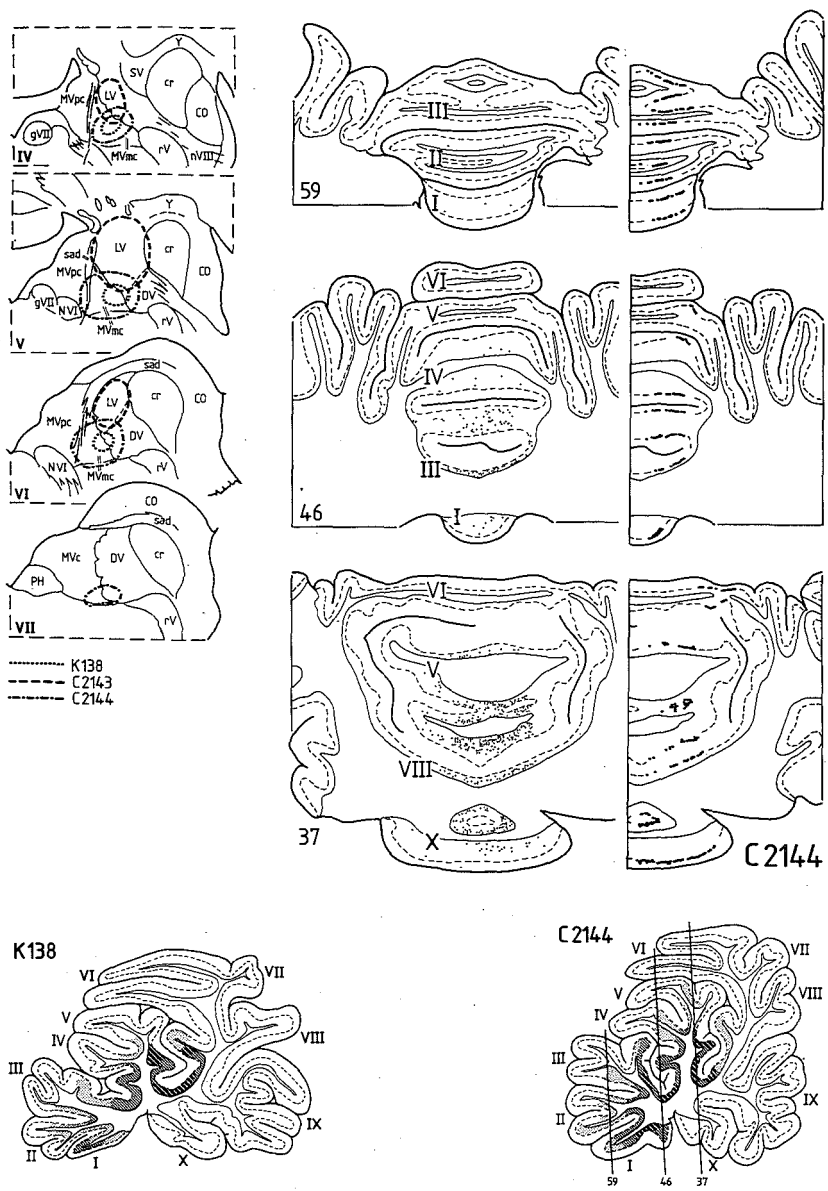 Y
SV
cr
LV
MVpc
CO
gVII
MVmc
rV
nVIII
IV
Y
LV
cr
sad
MVpc
CO
DV
gVII
NVI
MVmc
rV
V
sad
LV
cr
CO
MVpc
DV
NVI
MVmc
rV
VI
CO
sad
MVc
DV
cr
PH
rV
VII
K138
C2143
C2144
III
II
I
59
VI
V
IV
III
I
46
VI
V
VIII
X
37
C2144
K138
VI
VII
V
IV
VIII
III
IX
II
I
X
C2144
VI
VII
V
VIII
IV
III
II
IX
I
X
59
46
37